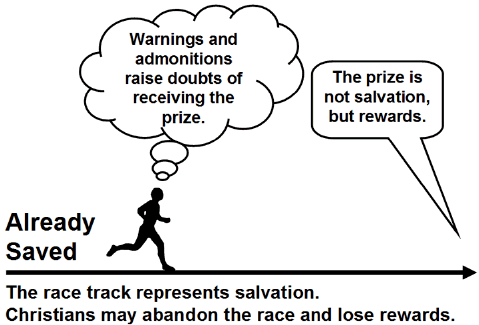 Warnings and
admonitions
raise doubts of
receiving the
prize.
The prize is
not salvation,
but rewards.
Already
Saved
The race track represents salvation.
Christians may abandon the race and lose rewards.